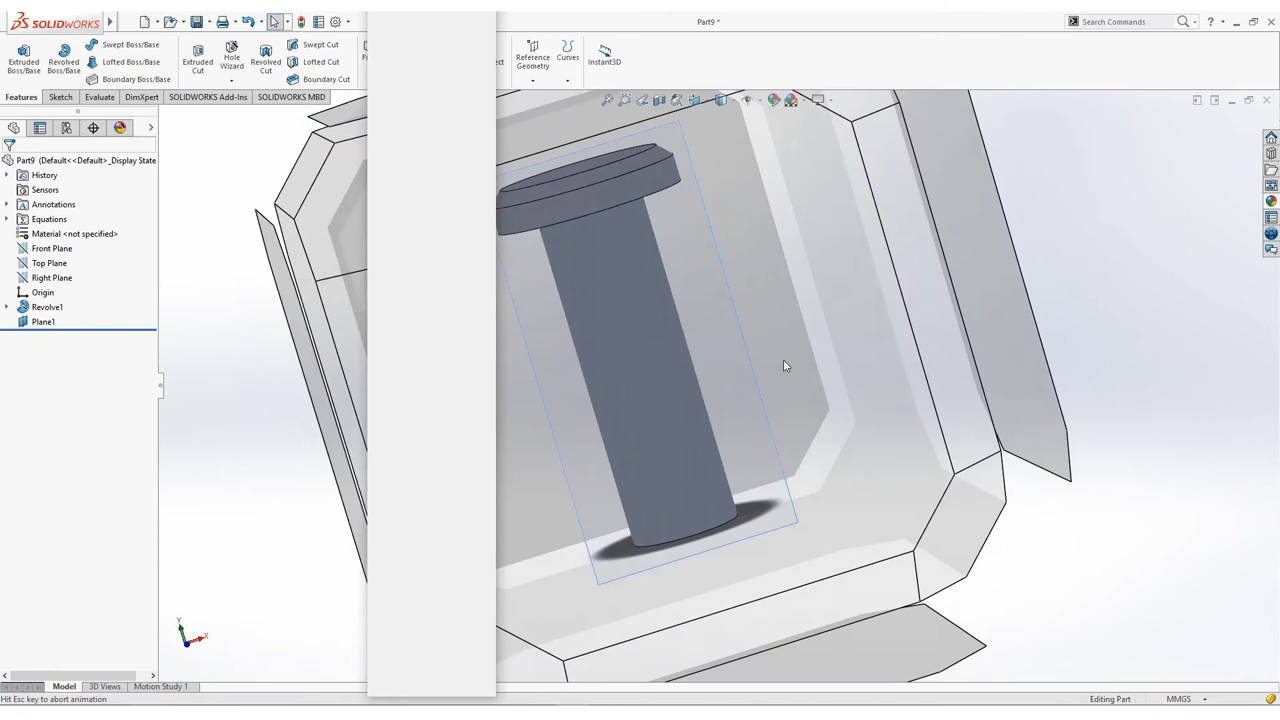 SOLIDWORKS
Part9 *
Search Commands
Extruded Boss/Base
Revolved Boss/Base
Swept Boss/Base
Lofted Boss/Base
Boundary Boss/Base
Extruded Cut
Hole Wizard
Revolved Cut
Swept Cut
Lofted Cut
Boundary Cut
Reference Geometry
Curves
Instant3D
Features
Sketch
Evaluate
DimXpert
SOLIDWORKS Add-Ins
SOLIDWORKS MBD
Part9 (Default<<Default>_Display State
History
Sensors
Annotations
Equations
Material <not specified>
Front Plane
Top Plane
Right Plane
Origin
Revolve1
Plane1
Y
X
Model
3D Views
Motion Study 1
Hit Esc key to abort animation
Editing Part
MMGS